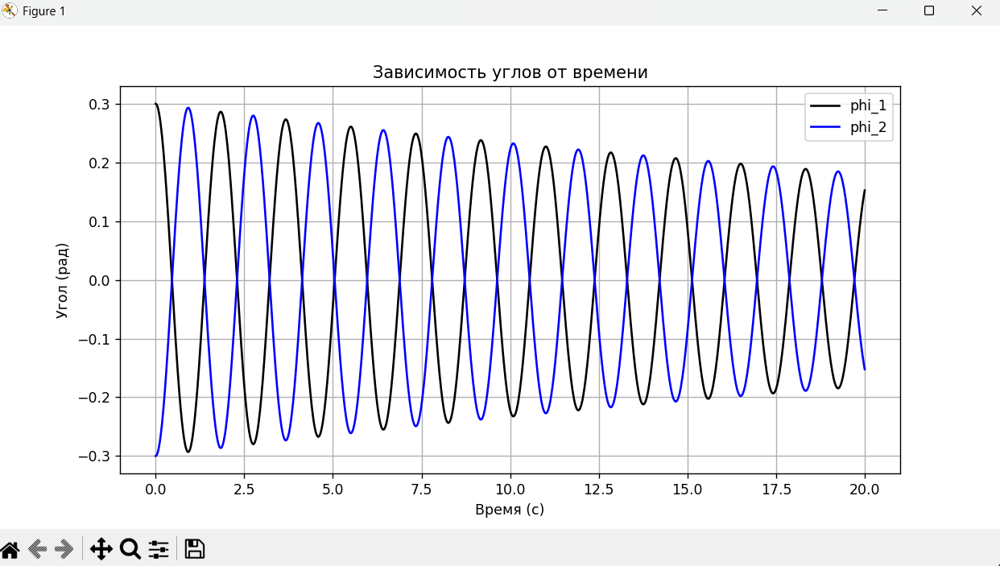 Figure 1
Зависимость углов от времени
phi_1
phi_2
Угол (рад)
0.3
0.2
0.1
0.0
−0.1
−0.2
−0.3
0.0 2.5 5.0 7.5 10.0 12.5 15.0 17.5 20.0
Время (с)